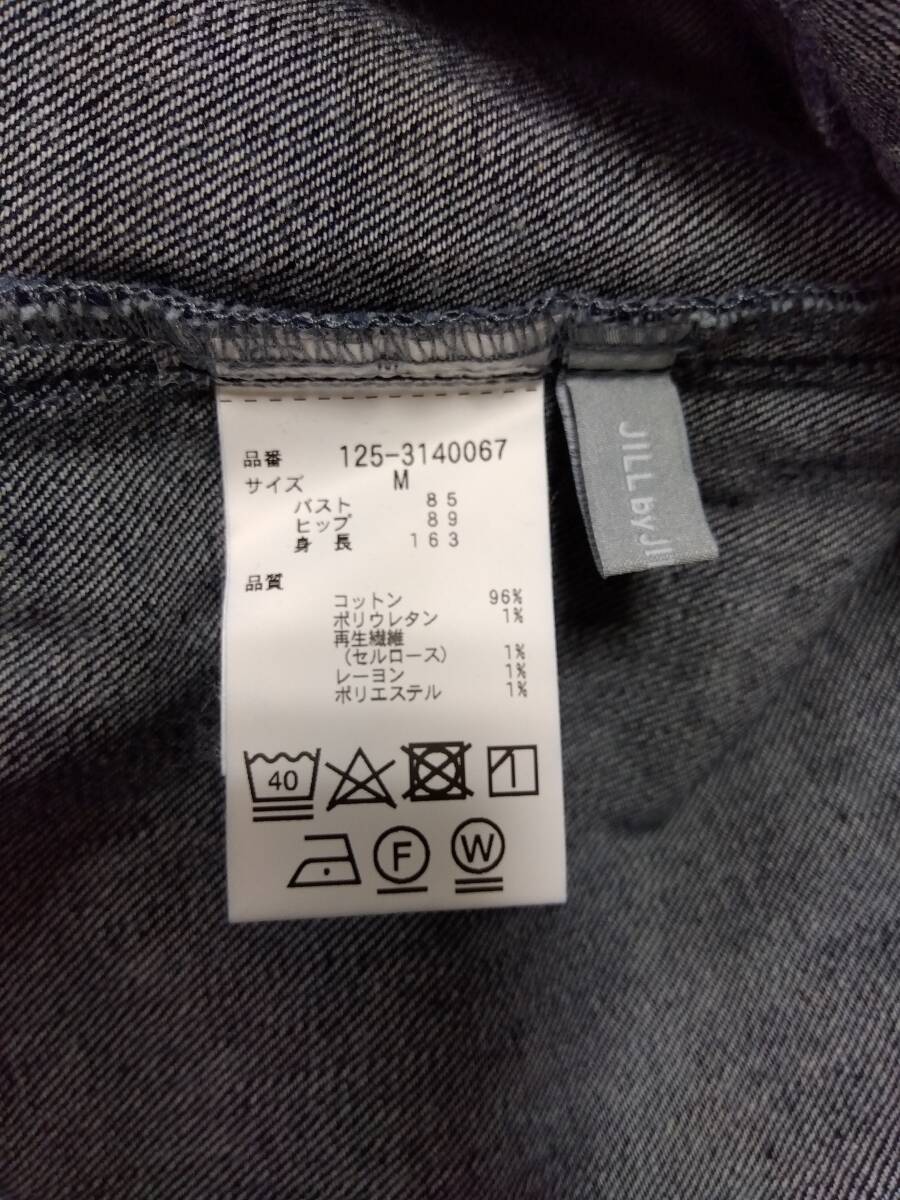 品番 125-3140067
サイズ M
バスト 85
ヒップ 89
身長 163
品質
コットン 96%
ポリウレタン 1%
再生繊維
(セルロース) 1%
レーヨン 1%
ポリエステル 1%
40
F W
JILL by JI